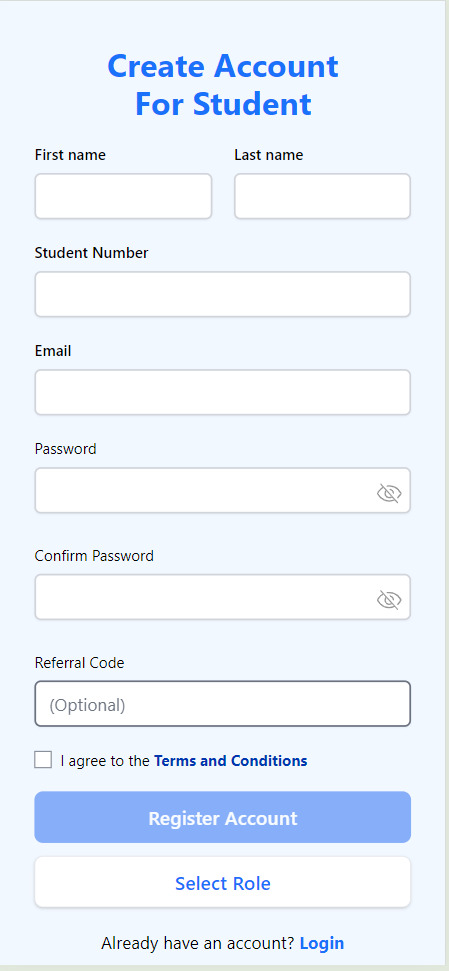 Create Account
For Student
First name
Last name
Student Number
Email
Password
Confirm Password
Referral Code
(Optional)
I agree to the Terms and Conditions
Register Account
Select Role
Already have an account? Login